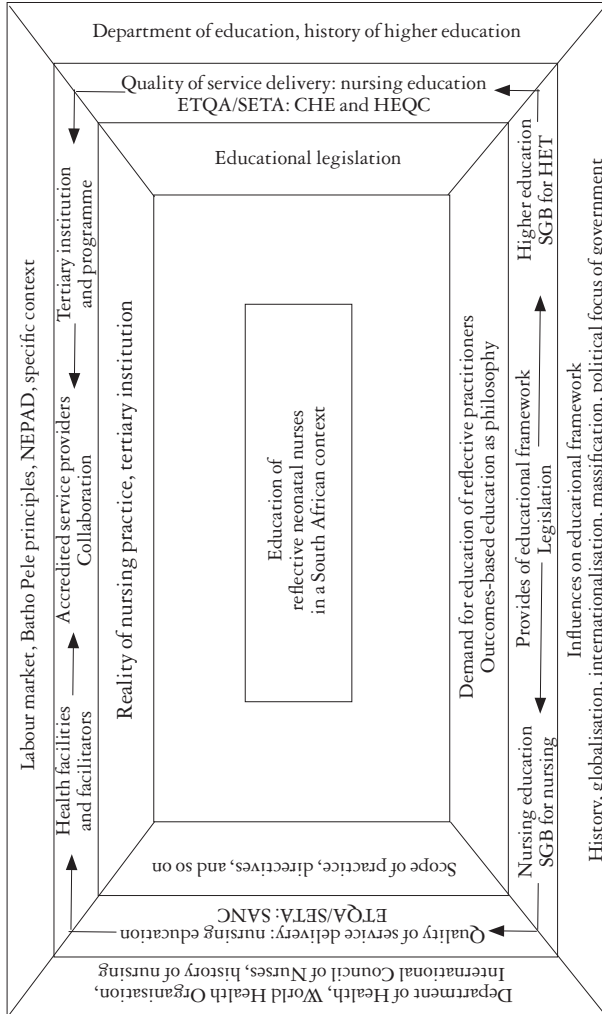 Department of education, history of higher education
Quality of service delivery: nursing education
ETQA/SETA: CHE and HEQC
Educational legislation
Labour market, Batho Pele principles, NEPAD, specific context
Health facilities
and facilitators
Accredited service providers
Collaboration
Tertiary institution
and programme
Reality of nursing practice, tertiary institution
Education of
reflective neonatal nurses
in a South African context
Demand for education of reflective practitioners
Outcomes-based education as philosophy
Nursing education
SGB for nursing
Provides of educational framework
Legislation
Higher education
SGB for HET
Influences on educational framework
History, globalisation, internationalisation, massification, political focus of government
Scope of practice, directives, and so on
Quality of service delivery: nursing education
ETQA/SETA: SANC
Department of Health, World Health Organisation,
International Council of Nurses, history of nursing